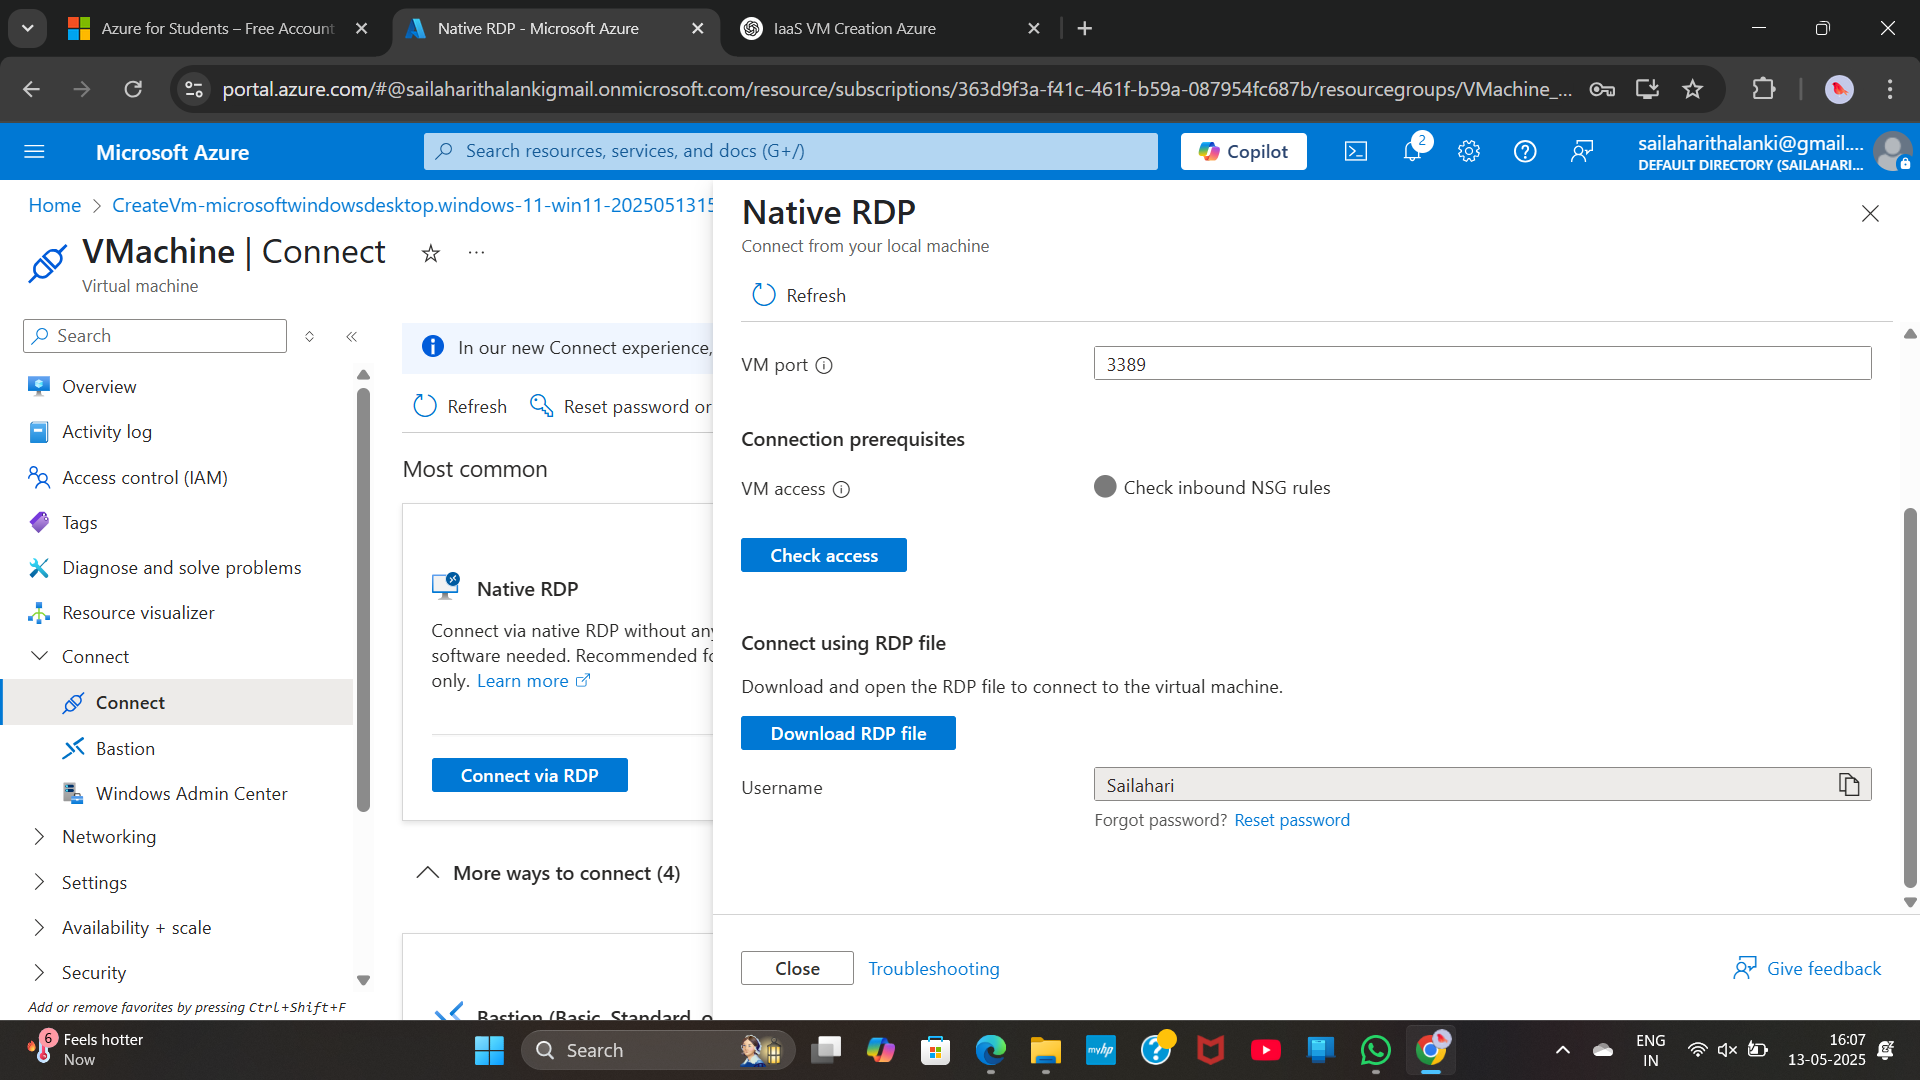 Azure for Students – Free Account
Native RDP - Microsoft Azure
IaaS VM Creation Azure
portal.azure.com/#@sailaharithalankigmail.onmicrosoft.com/resource/subscriptions/363d9f3a-f41c-461f-b59a-087954fc687b/resourcegroups/VMachine_...
Microsoft Azure
Search resources, services, and docs (G+/)
Copilot
2
sailaharithalanki@gmail....
DEFAULT DIRECTORY (SAILAHARI...
Home > CreateVm-microsoftwindowsdesktop.windows-11-win11-2025051315
VMachine | Connect
Virtual machine
Search
Overview
Activity log
Access control (IAM)
Tags
Diagnose and solve problems
Resource visualizer
Connect
Connect
Bastion
Windows Admin Center
Networking
Settings
Availability + scale
Security
Add or remove favorites by pressing Ctrl+Shift+F
In our new Connect experience,
Refresh
Reset password or
Most common
Native RDP
Connect via native RDP without any
software needed. Recommended fo
only. Learn more
Connect via RDP
More ways to connect (4)
Bastion (Basic, Standard, o
Native RDP
Connect from your local machine
Refresh
VM port
3389
Connection prerequisites
VM access
Check inbound NSG rules
Check access
Connect using RDP file
Download and open the RDP file to connect to the virtual machine.
Download RDP file
Username
Sailahari
Forgot password? Reset password
Close
Troubleshooting
Give feedback
6
Feels hotter
Now
Search
myhp
ENG
IN
16:07
13-05-2025